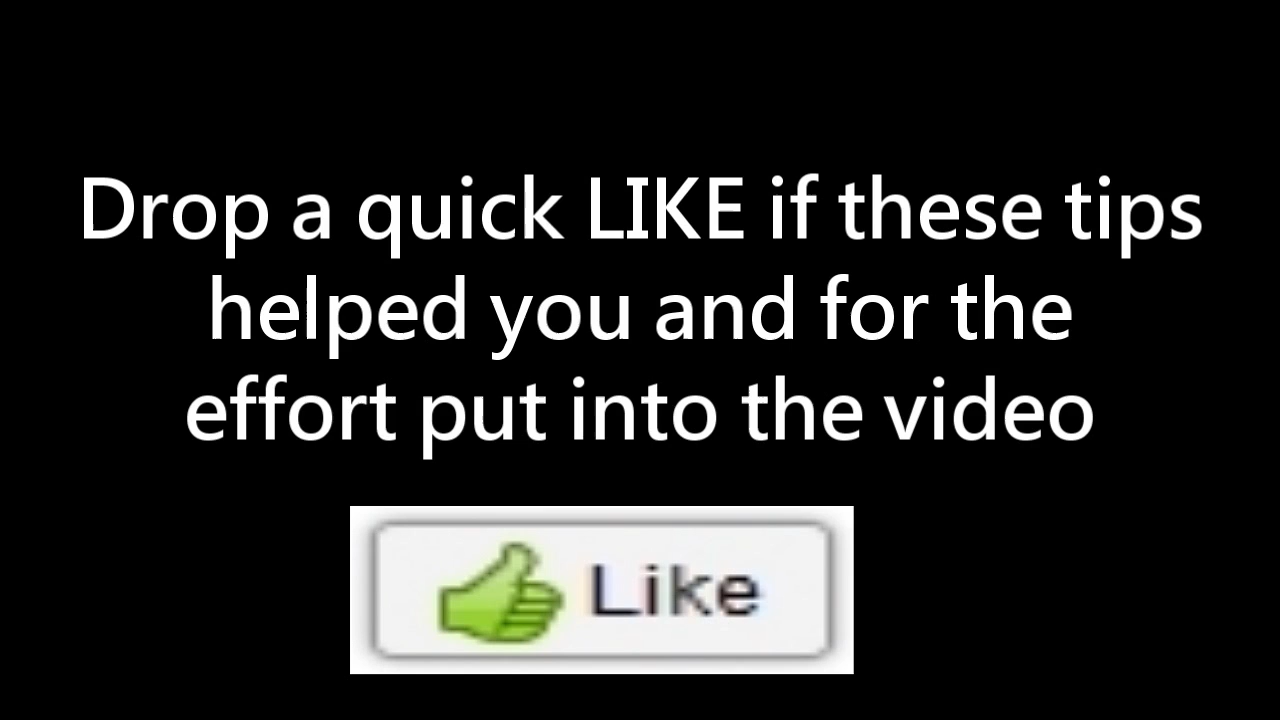 Drop a quick LIKE if these tips
helped you and for the
effort put into the video
Like